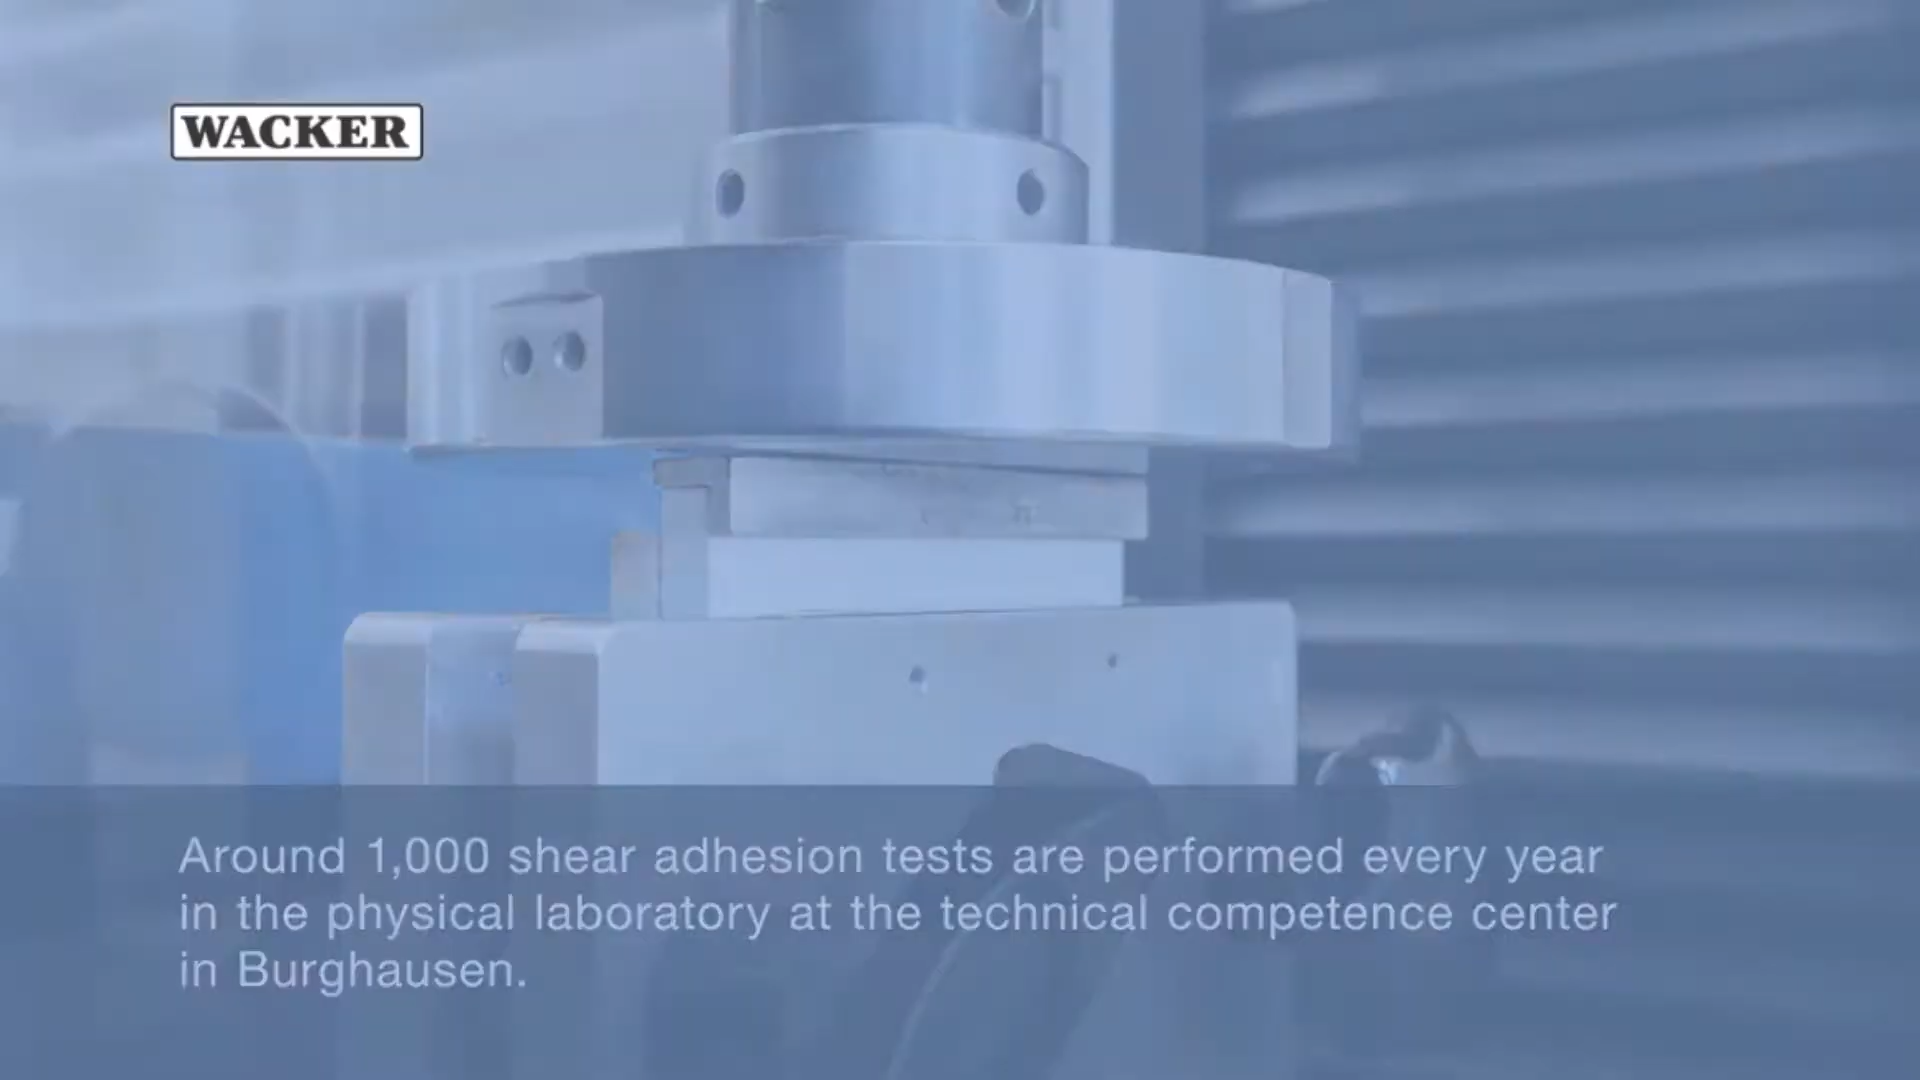 WACKER
Around 1,000 shear adhesion tests are performed every year
in the physical laboratory at the technical competence center
in Burghausen.